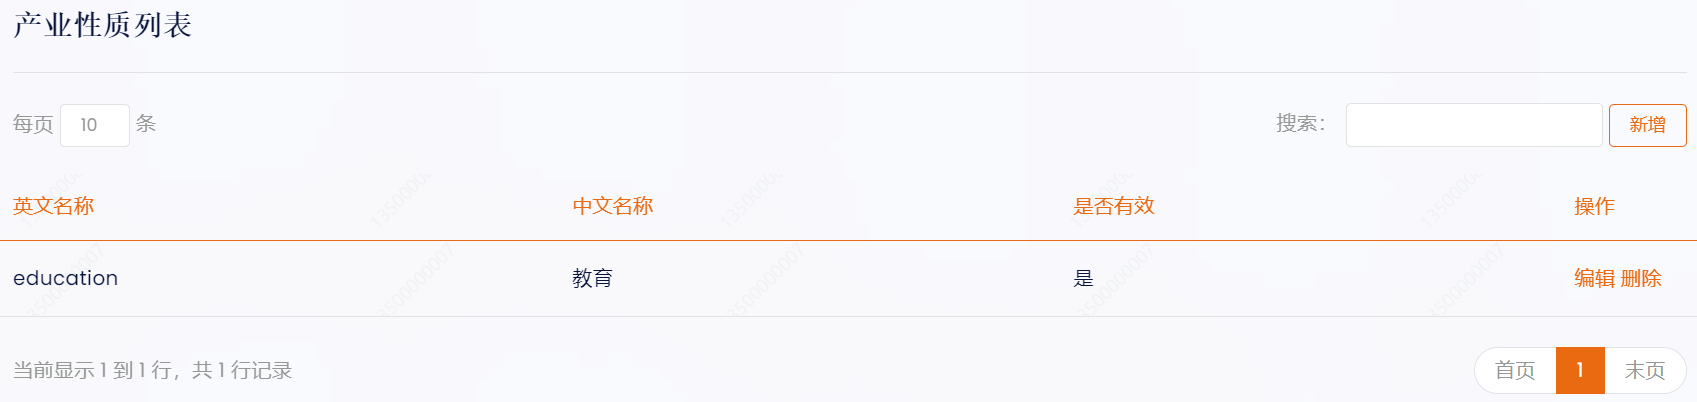 产业性质列表
每页 10 条 搜索： 新增
英文名称 中文名称 是否有效 操作
education 教育 是 编辑 删除
当前显示 1 到 1 行，共 1 行记录 首页 1 末页